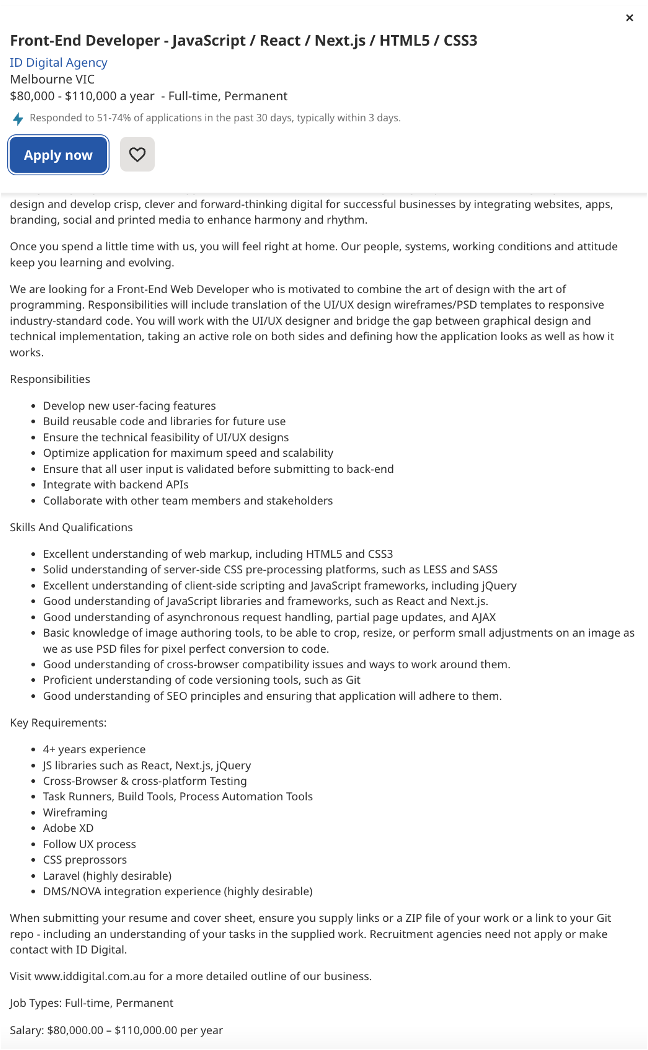 ×
Front-End Developer - JavaScript / React / Next.js / HTML5 / CSS3
ID Digital Agency
Melbourne VIC
$80,000 - $110,000 a year - Full-time, Permanent
Responded to 51-74% of applications in the past 30 days, typically within 3 days.
Apply now
design and develop crisp, clever and forward-thinking digital for successful businesses by integrating websites, apps,
branding, social and printed media to enhance harmony and rhythm.
Once you spend a little time with us, you will feel right at home. Our people, systems, working conditions and attitude
keep you learning and evolving.
We are looking for a Front-End Web Developer who is motivated to combine the art of design with the art of
programming. Responsibilities will include translation of the UI/UX design wireframes/PSD templates to responsive
industry-standard code. You will work with the UI/UX designer and bridge the gap between graphical design and
technical implementation, taking an active role on both sides and defining how the application looks as well as how it
works.
Responsibilities
• Develop new user-facing features
• Build reusable code and libraries for future use
• Ensure the technical feasibility of UI/UX designs
• Optimize application for maximum speed and scalability
• Ensure that all user input is validated before submitting to back-end
• Integrate with backend APIs
• Collaborate with other team members and stakeholders
Skills And Qualifications
• Excellent understanding of web markup, including HTML5 and CSS3
• Solid understanding of server-side CSS pre-processing platforms, such as LESS and SASS
• Excellent understanding of client-side scripting and JavaScript frameworks, including jQuery
• Good understanding of JavaScript libraries and frameworks, such as React and Next.js.
• Good understanding of asynchronous request handling, partial page updates, and AJAX
• Basic knowledge of image authoring tools, to be able to crop, resize, or perform small adjustments on an image as
we as use PSD files for pixel perfect conversion to code.
• Good understanding of cross-browser compatibility issues and ways to work around them.
• Proficient understanding of code versioning tools, such as Git
• Good understanding of SEO principles and ensuring that application will adhere to them.
Key Requirements:
• 4+ years experience
• JS libraries such as React, Next.js, jQuery
• Cross-Browser & cross-platform Testing
• Task Runners, Build Tools, Process Automation Tools
• Wireframing
• Adobe XD
• Follow UX process
• CSS preprossors
• Laravel (highly desirable)
• DMS/NOVA integration experience (highly desirable)
When submitting your resume and cover sheet, ensure you supply links or a ZIP file of your work or a link to your Git
repo - including an understanding of your tasks in the supplied work. Recruitment agencies need not apply or make
contact with ID Digital.
Visit www.iddigital.com.au for a more detailed outline of our business.
Job Types: Full-time, Permanent
Salary: $80,000.00 – $110,000.00 per year